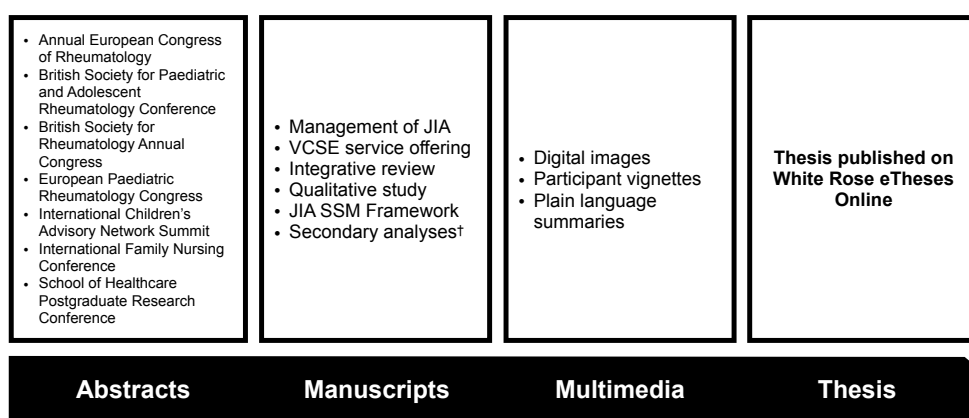 • Annual European Congress
of Rheumatology
• British Society for Paediatric
and Adolescent
Rheumatology Conference
• British Society for
Rheumatology Annual
Congress
• European Paediatric
Rheumatology Congress
• International Children’s
Advisory Network Summit
• International Family Nursing
Conference
• School of Healthcare
Postgraduate Research
Conference
• Management of JIA
• VCSE service offering
• Integrative review
• Qualitative study
• JIA SSM Framework
• Secondary analyses†
• Digital images
• Participant vignettes
• Plain language
summaries
Thesis published on
White Rose eTheses
Online
Abstracts
Manuscripts
Multimedia
Thesis